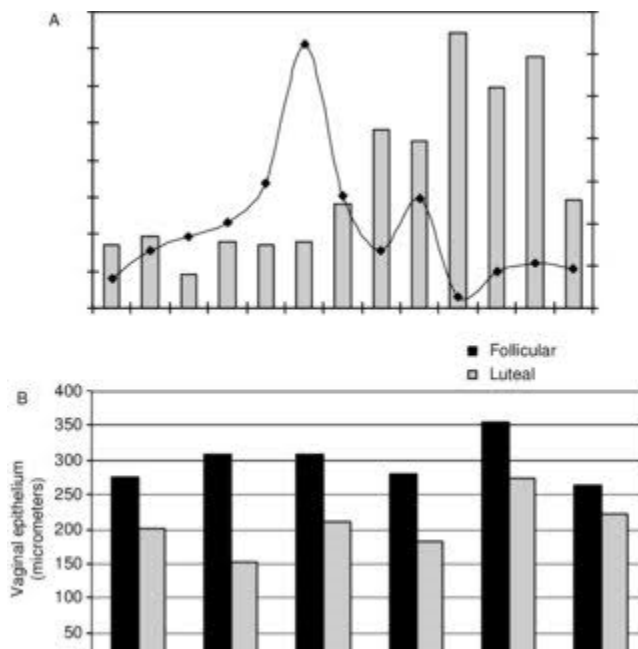 A
Follicular
Luteal
B
400
350
300
250
200
150
100
50
Vaginal epithelium
(micrometers)